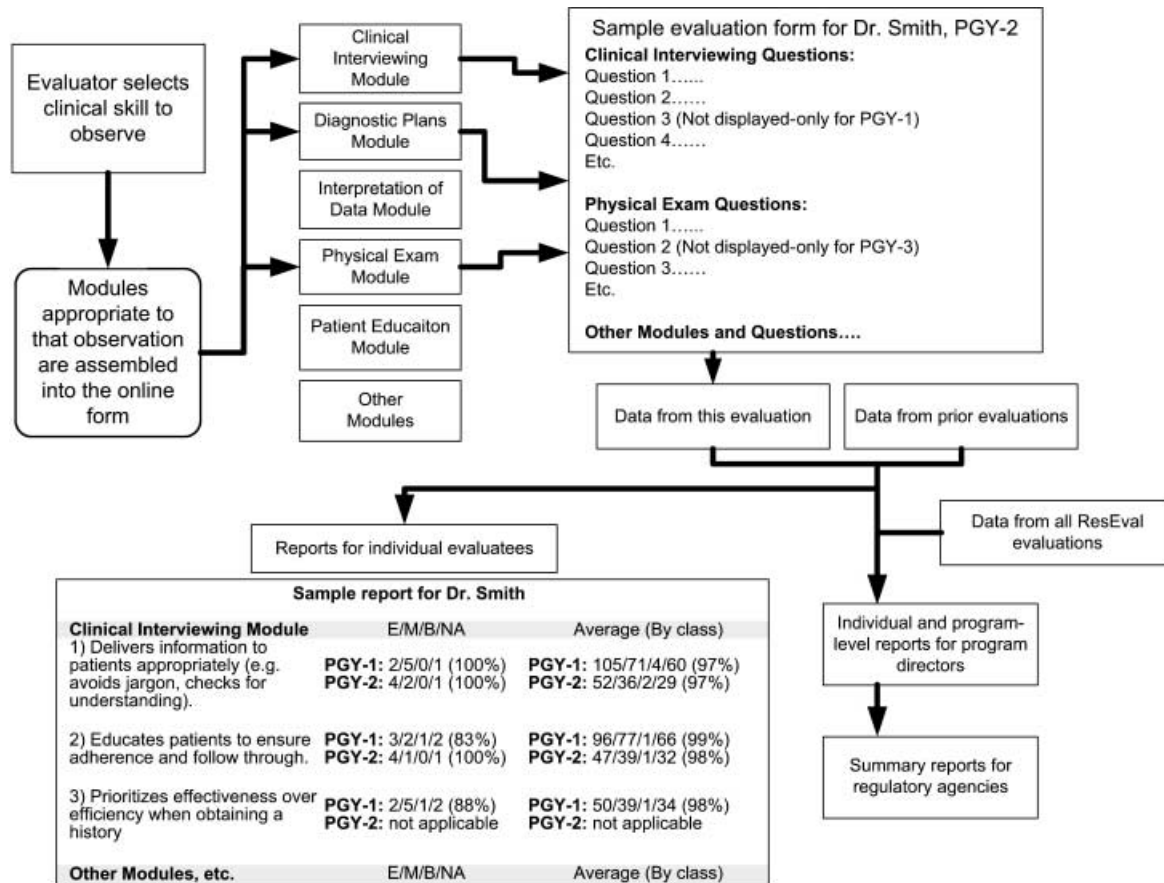 Evaluator selects
clinical skill to
observe
Modules
appropriate to
that observation
are assembled
into the online
form
Clinical
Interviewing
Module
Diagnostic Plans
Module
Interpretation of
Data Module
Physical Exam
Module
Patient Educaiton
Module
Other
Modules
Sample evaluation form for Dr. Smith, PGY-2
Clinical Interviewing Questions:
Question 1......
Question 2......
Question 3 (Not displayed-only for PGY-1)
Question 4......
Etc.
Physical Exam Questions:
Question 1......
Question 2 (Not displayed-only for PGY-3)
Question 3......
Etc.
Other Modules and Questions....
Data from this evaluation
Data from prior evaluations
Data from all ResEval
evaluations
Reports for individual evaluatees
Individual and program-
level reports for program
directors
Summary reports for
regulatory agencies
Sample report for Dr. Smith
Clinical Interviewing Module E/M/B/NA Average (By class)
1) Delivers information to
patients appropriately (e.g. PGY-1: 2/5/0/1 (100%) PGY-1: 105/71/4/60 (97%)
avoids jargon, checks for PGY-2: 4/2/0/1 (100%) PGY-2: 52/36/2/29 (97%)
understanding).
2) Educates patients to ensure PGY-1: 3/2/1/2 (83%) PGY-1: 96/77/1/66 (99%)
adherence and follow through. PGY-2: 4/1/0/1 (100%) PGY-2: 47/39/1/32 (98%)
3) Prioritizes effectiveness over PGY-1: 2/5/1/2 (88%) PGY-1: 50/39/1/34 (98%)
efficiency when obtaining a PGY-2: not applicable PGY-2: not applicable
history
Other Modules, etc. E/M/B/NA Average (By class)